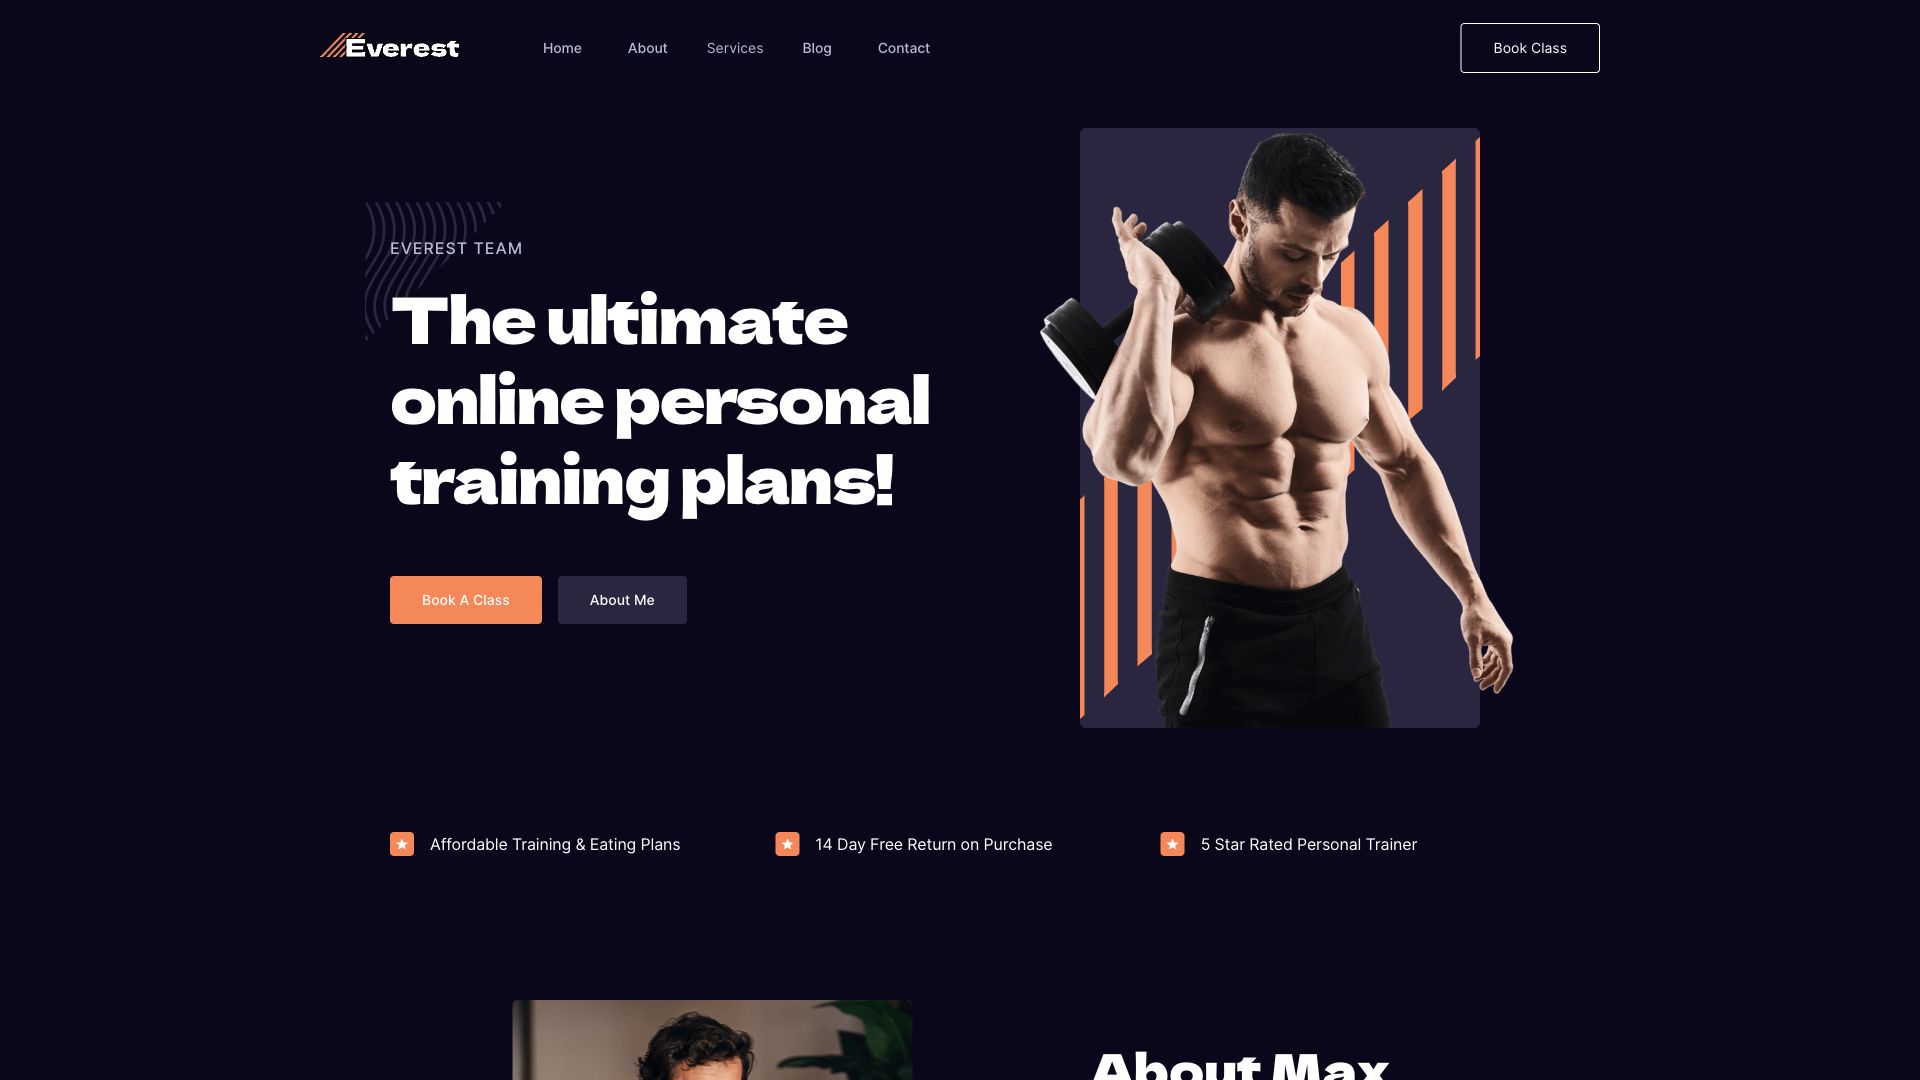 Everest
Home
About
Services
Blog
Contact
Book Class
EVEREST TEAM
The ultimate
online personal
training plans!
Book A Class
About Me
Affordable Training & Eating Plans
14 Day Free Return on Purchase
5 Star Rated Personal Trainer
About Max